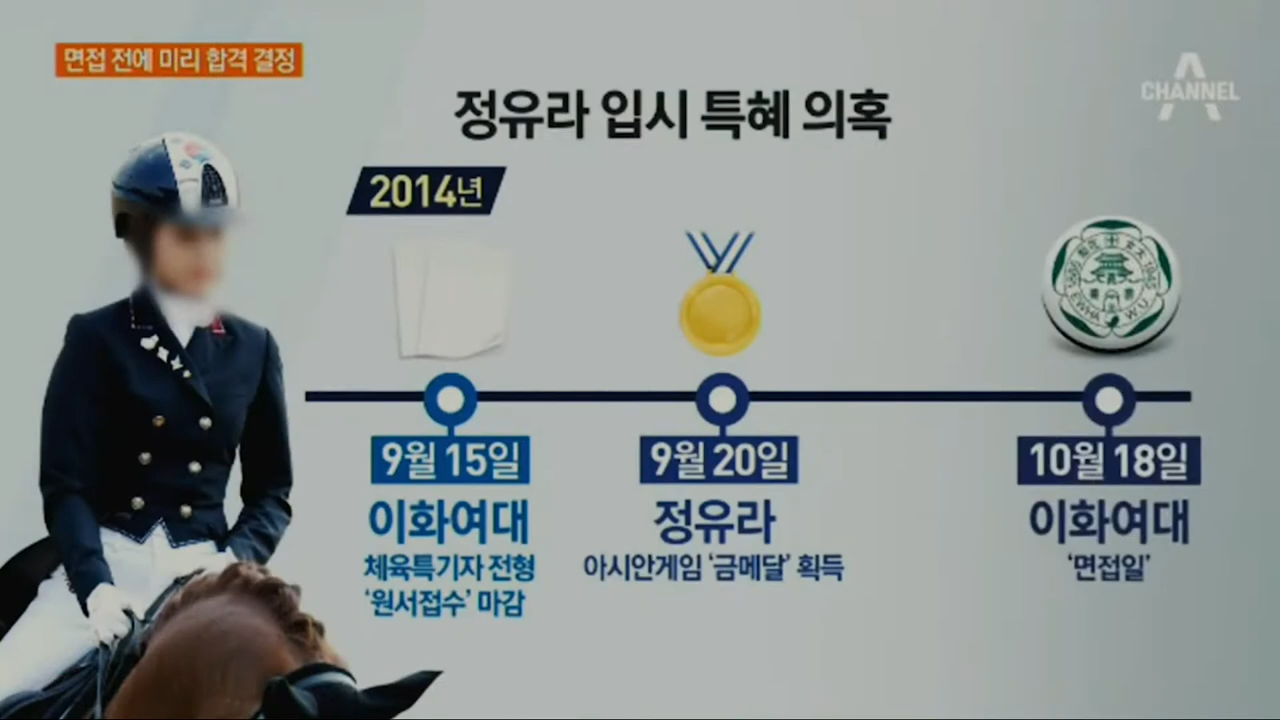 면접 전에 미리 합격 결정
CHANNEL A
정유라 입시 특혜 의혹
2014년
9월 15일
이화여대
체육특기자 전형
‘원서접수’ 마감
9월 20일
정유라
아시안게임 ‘금메달’ 획득
1886 1945
EWHA W.U.
10월 18일
이화여대
‘면접일’